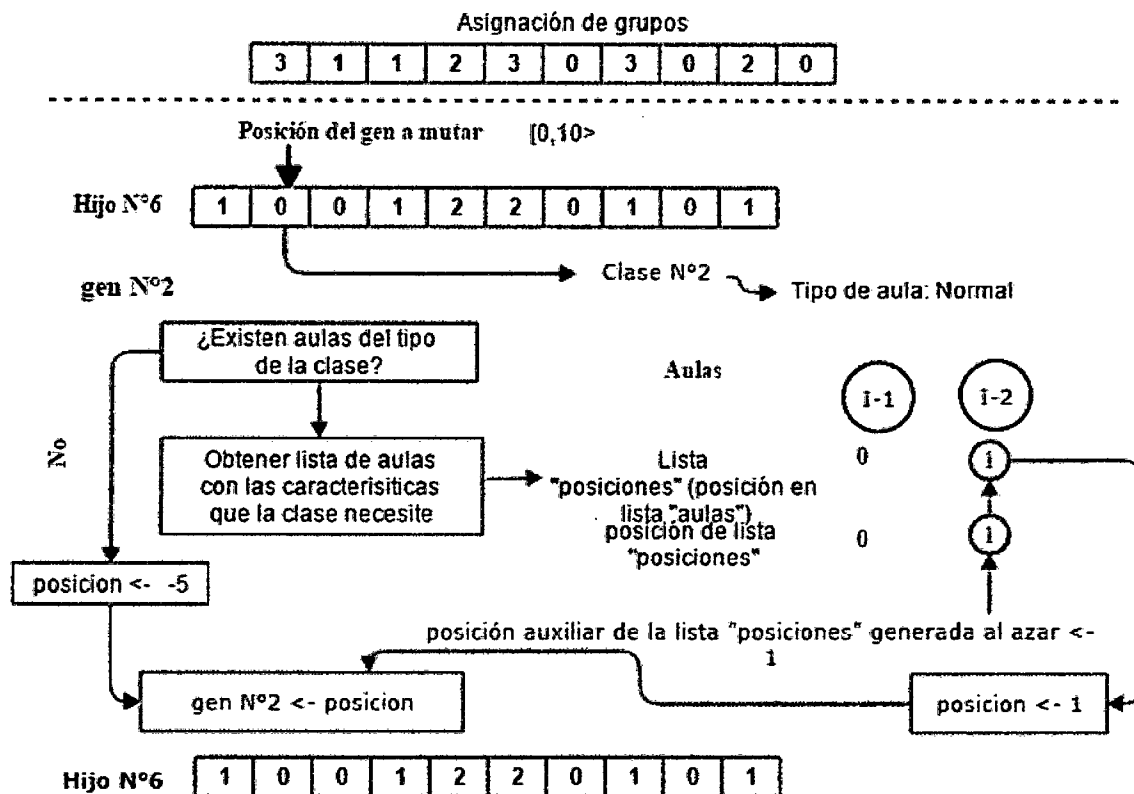 Asignación de grupos
3 1 1 2 3 0 3 0 2 0
Posición del gen a mutar [0,10>
Hijo N°6 1 0 0 1 2 2 0 1 0 1
Clase N°2
gen N°2
Tipo de aula: Normal
¿Existen aulas del tipo
de la clase?
Aulas
i-1 i-2
No
Obtener lista de aulas
con las caracterisiticas
que la clase necesite
Lista
"posiciones" (posición en
lista "aulas")
0 1
posición de lista
"posiciones"
0 1
posicion <- -5
posición auxiliar de la lista "posiciones" generada al azar <-
1
gen N°2 <- posicion
posicion <- 1
Hijo N°6 1 0 0 1 2 2 0 1 0 1